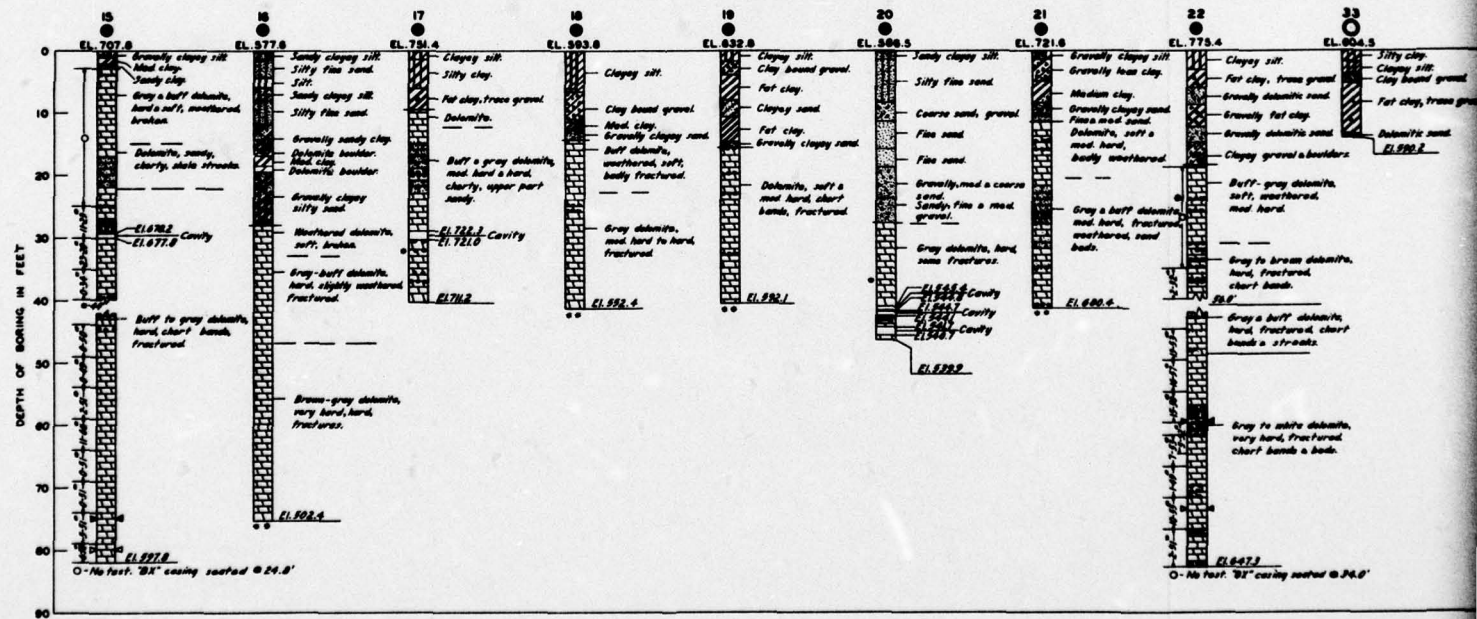 15 16 17 18 19 20 21 22 33
EL.707.8 EL.577.6 EL.751.4 EL.593.8 EL.632.8 EL.586.5 EL.721.6 EL.775.4 EL.604.5
DEPTH OF BORING IN FEET
0
10
20
30
40
50
60
70
80
90
Gravelly clayey silt.
Med clay.
Sandy clay.
Gray & buff dolomite,
hard & soft, weathered,
broken.
Dolomite, sandy,
cherty, shale streaks.
El.678.2
El.677.8
Cavity
Buff to gray dolomite,
hard, chert bands,
fractured.
El.597.8
O - No test. "BX" casing seated @ 24.8'
Sandy clayey silt.
Silty fine sand.
Silt.
Sandy clayey silt.
Silty fine sand.
Gravelly sandy clay.
Dolomite boulder.
Med. clay.
Dolomite boulder.
Gravelly clayey
silty sand.
Weathered dolomite,
soft, broken.
Gray-buff dolomite,
hard, slightly weathered,
fractured.
Brown-gray dolomite,
very hard, hard,
fractures.
El.502.4
Clayey silt.
Silty clay.
Fat clay, trace gravel.
Dolomite.
Buff & gray dolomite,
mod. hard & hard,
cherty, upper part
sandy.
El.722.3
El.721.0
Cavity
El.711.2
Clayey silt.
Clay bound gravel.
Med. clay.
Gravelly clayey sand.
Buff dolomite,
weathered, soft,
badly fractured.
Gray dolomite,
mod. hard to hard,
fractured.
El.552.4
Clayey silt.
Clay bound gravel.
Fat clay.
Clayey sand.
Fat clay.
Gravelly clayey sand.
Dolomite, soft &
mod. hard, chert
bands, fractured.
El.592.1
Sandy clayey silt.
Silty fine sand.
Coarse sand, gravel.
Fine sand.
Fine sand.
Gravelly, med. & coarse
sand.
Sandy, fine & med.
gravel.
Gray dolomite, hard,
some fractures.
Cavity
Cavity
El.539.9
Gravelly clayey silt.
Gravelly lean clay.
Medium clay.
Gravelly clayey sand.
Fine & med. sand.
Dolomite, soft &
mod. hard,
badly weathered.
Gray & buff dolomite,
mod. hard, fractured,
weathered, sand
beds.
El.680.4
Clayey silt.
Fat clay, trace gravel.
Gravelly dolomitic sand.
Gravelly fat clay.
Gravelly dolomitic sand.
Clayey gravel & boulders.
Buff-gray dolomite,
soft, weathered,
mod. hard.
Gray to brown dolomite,
hard, fractured,
chert bands.
Gray & buff dolomite,
hard, fractured, chert
bands & streaks.
Gray to white dolomite,
very hard, fractured.
chert bands & beds.
El.647.3
O - No test. "BX" casing seated @ 34.0'
Silty clay.
Clayey silt.
Clay bound gravel.
Fat clay, trace
Dolomitic sand.
El.590.2